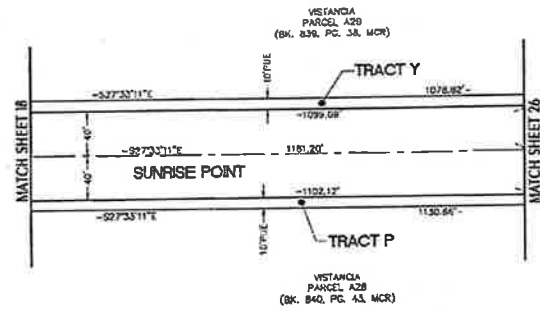 VISTANCIA
PARCEL A29
(BK. 839, PG. 38, MCR)
10'PUE
TRACT Y
-S27°33'11"E
1078.82'-
-1099.09'
MATCH SHEET 18
40'
-S27°33'11"E
1161.20'
MATCH SHEET 26
SUNRISE POINT
40'
-1102.12'
-S27°33'11"E
1130.66'-
10'PUE
TRACT P
VISTANCIA
PARCEL A28
(BK. 840, PG. 43, MCR)